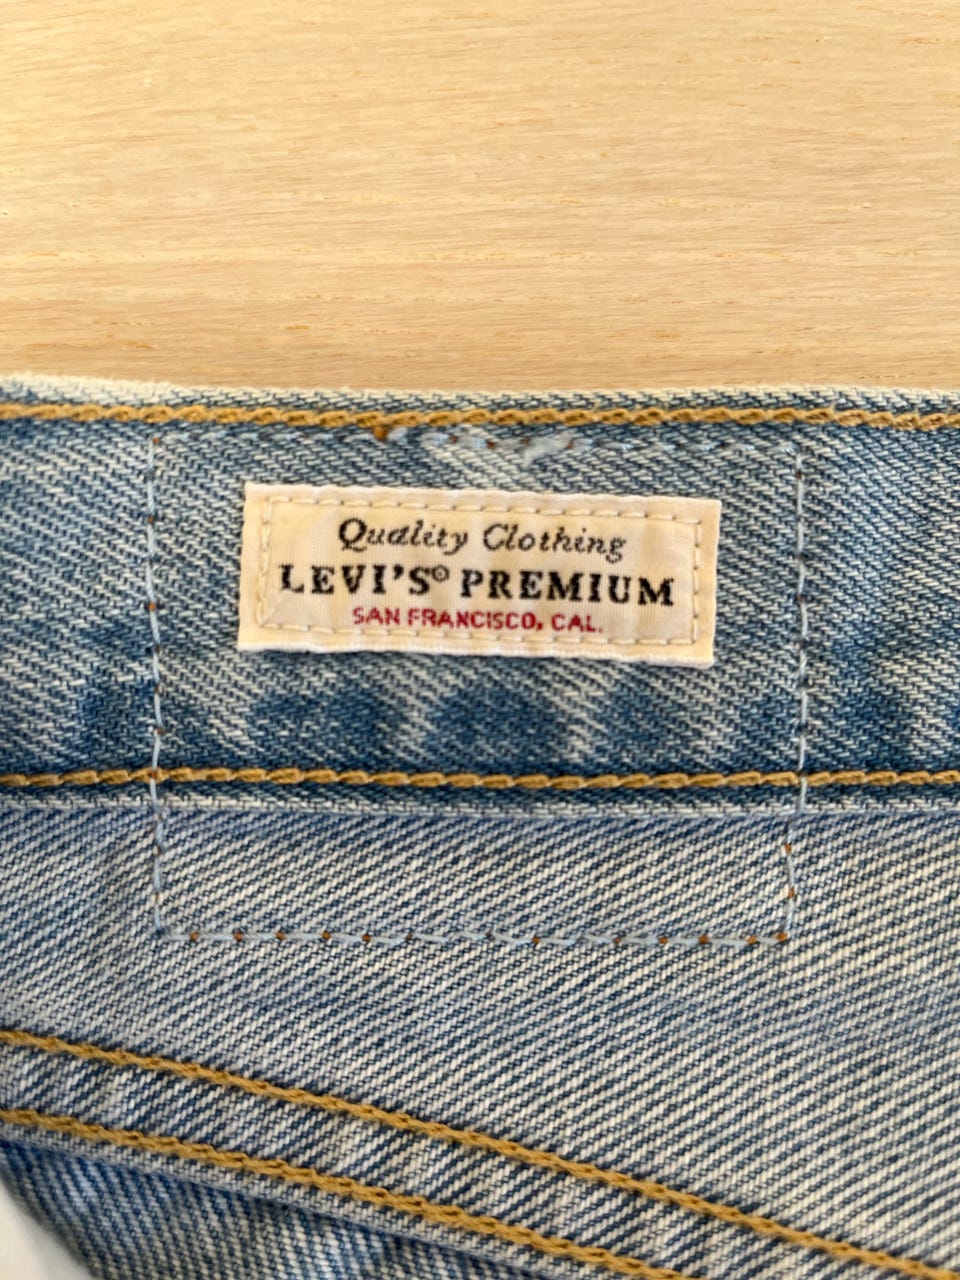 Quality Clothing
LEVI'S® PREMIUM
SAN FRANCISCO, CAL.